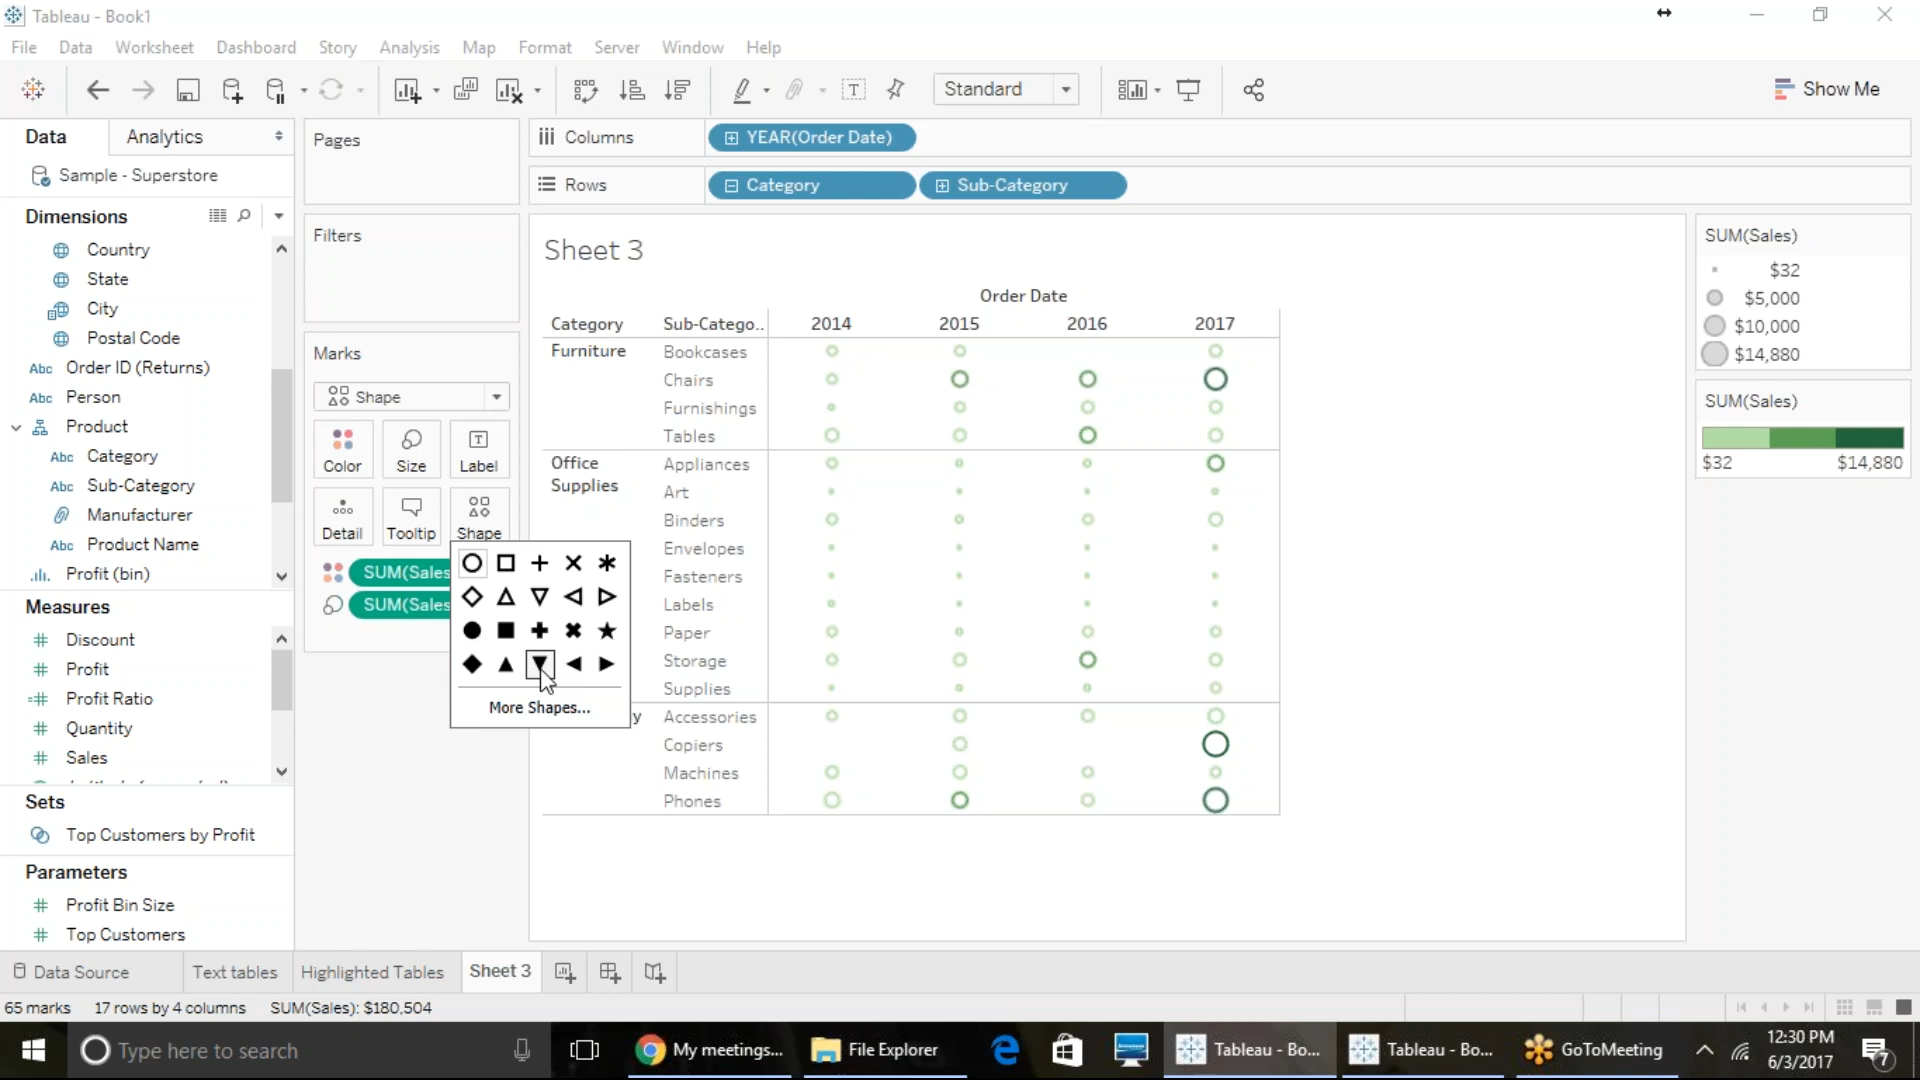 Tableau - Book1
File Data Worksheet Dashboard Story Analysis Map Format Server Window Help
Standard
Show Me
Data
Analytics
Sample - Superstore
Dimensions
Country
State
City
Postal Code
Abc Order ID (Returns)
Abc Person
Product
Abc Category
Abc Sub-Category
Manufacturer
Abc Product Name
Profit (bin)
Measures
Discount
Profit
Profit Ratio
Quantity
Sales
Sets
Top Customers by Profit
Parameters
Profit Bin Size
Top Customers
Pages
Filters
Marks
Shape
Color Size Label
Detail Tooltip Shape
SUM(Sales
SUM(Sales
More Shapes...
Columns YEAR(Order Date)
Rows Category Sub-Category
Sheet 3
Order Date
Category Sub-Catego.. 2014 2015 2016 2017
Furniture Bookcases
Chairs
Furnishings
Tables
Office Supplies Appliances
Art
Binders
Envelopes
Fasteners
Labels
Paper
Storage
Supplies
y Accessories
Copiers
Machines
Phones
SUM(Sales)
$32
$5,000
$10,000
$14,880
SUM(Sales)
$32 $14,880
Data Source Text tables Highlighted Tables Sheet 3
65 marks 17 rows by 4 columns SUM(Sales): $180,504
Type here to search
My meetings...
File Explorer
Tableau - Bo...
Tableau - Bo...
GoToMeeting
12:30 PM
6/3/2017
7